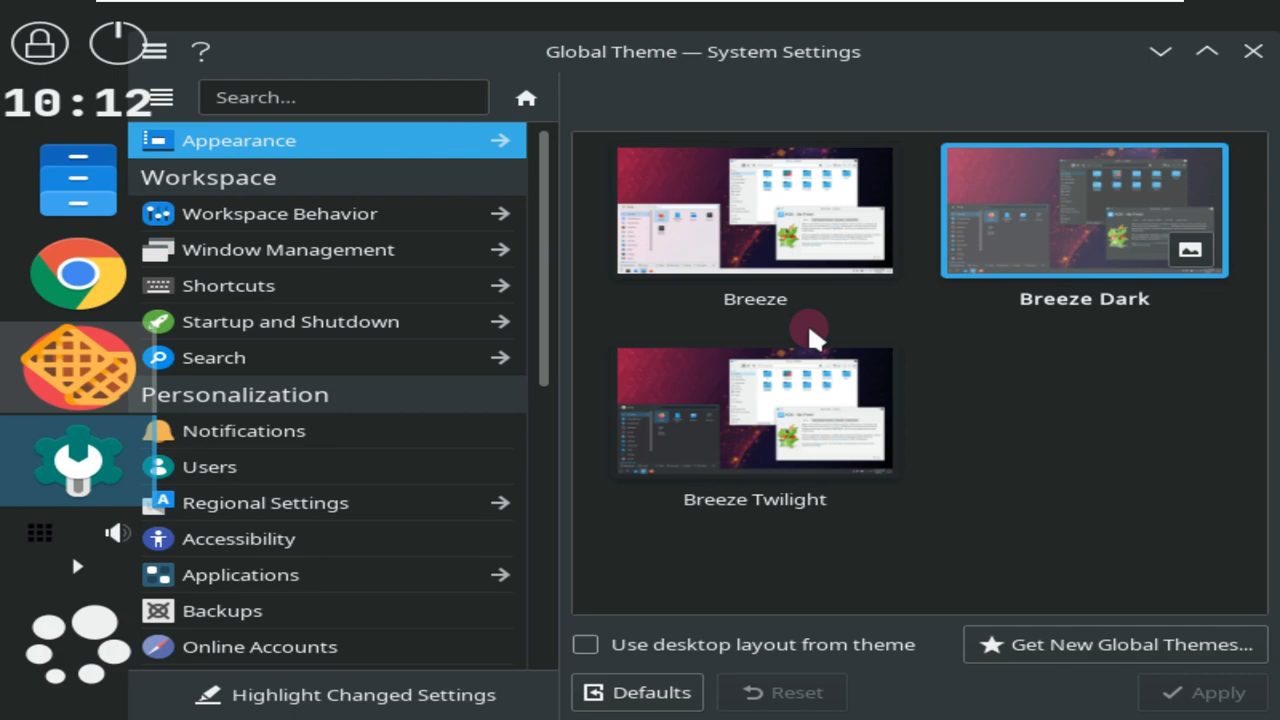 Global Theme — System Settings
?
10:12
Search...
Appearance
Workspace
Workspace Behavior
Window Management
Shortcuts
Startup and Shutdown
Search
Personalization
Notifications
Users
Regional Settings
Accessibility
Applications
Backups
Online Accounts
Highlight Changed Settings
Breeze
Breeze Dark
Breeze Twilight
Use desktop layout from theme
Get New Global Themes...
Defaults
Reset
Apply